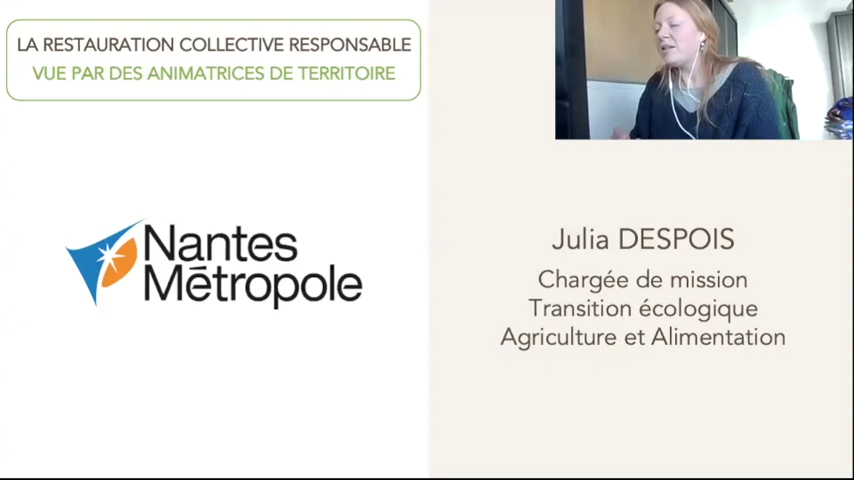 LA RESTAURATION COLLECTIVE RESPONSABLE
VUE PAR DES ANIMATRICES DE TERRITOIRE
Nantes
Métropole
Julia DESPOIS
Chargée de mission
Transition écologique
Agriculture et Alimentation